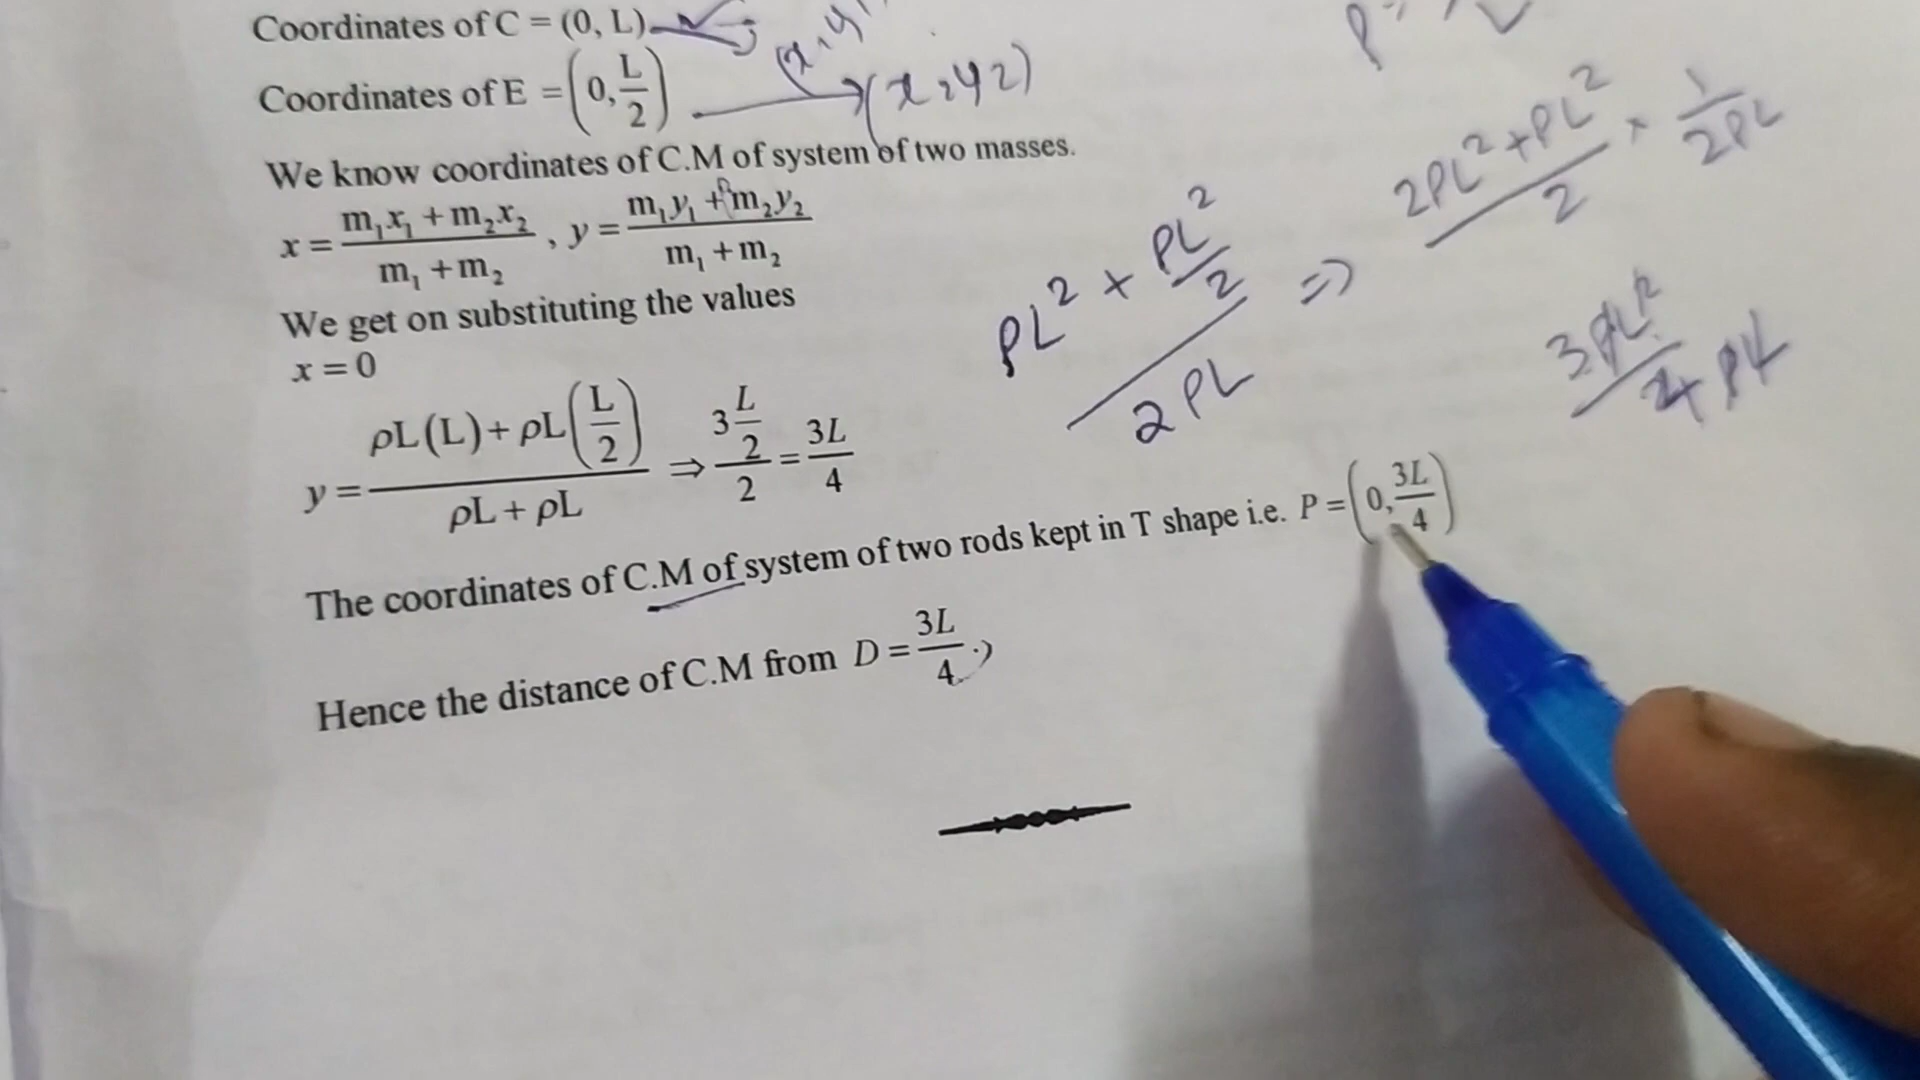 Coordinates of C = (0, L)
Coordinates of E = (0, L/2)
(x, y
(x, y 2)
We know coordinates of C.M of system of two masses.
x = (m₁x₁ + m₂x₂)/(m₁ + m₂) , y = (m₁y₁ + m₂y₂)/(m₁ + m₂)
We get on substituting the values
x = 0
y = (ρL(L) + ρL(L/2))/(ρL + ρL) ⇒ (3 L/2)/2 = 3L/4
The coordinates of C.M of system of two rods kept in T shape i.e. P = (0, 3L/4)
Hence the distance of C.M from D = 3L/4 .
(ρL² + ρL²/2)/(2ρL) ⇒ (2ρL² + ρL²)/2 × 1/(2ρL)
3ρL²/4ρL